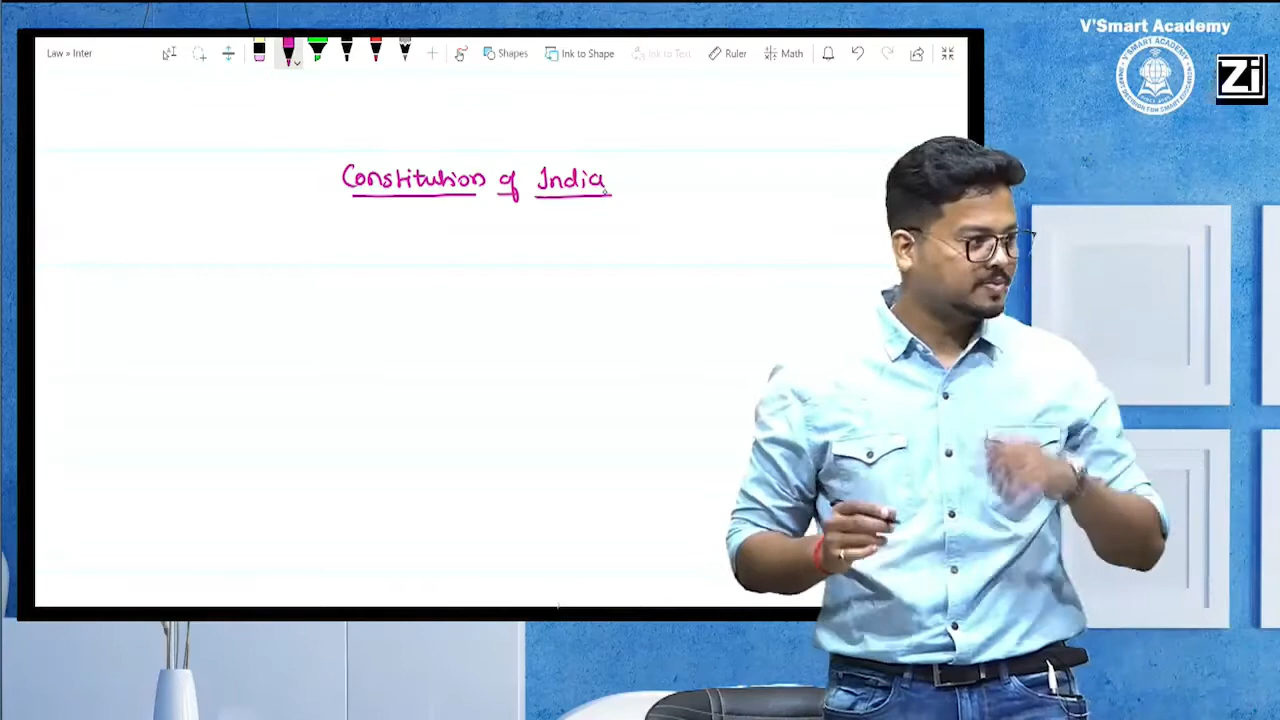 V'Smart Academy
Law » Inter
Shapes
Ink to Shape
Ink to Text
Ruler
Math
Zi
Constitution of India